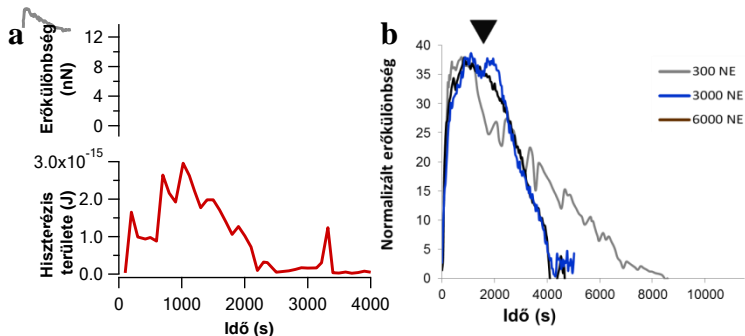 a
Erőkülönbség
(nN)
12
8
4
0
3.0x10-15
2.0
1.0
0.0
Hiszterézis
területe (J)
0
1000
2000
3000
4000
Idő (s)
b
Normalizált erőkülönbség
40
35
30
25
20
15
10
5
0
0
2000
4000
6000
8000
10000
Idő (s)
300 NE
3000 NE
6000 NE